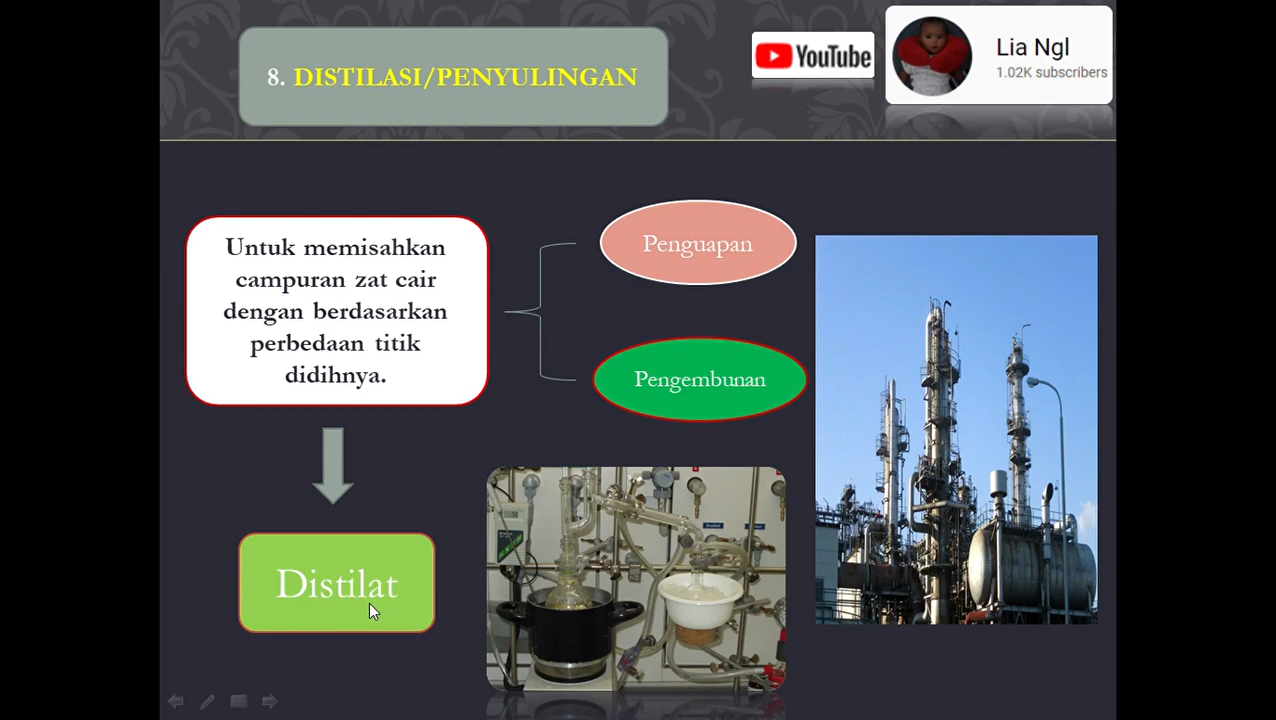 8. DISTILASI/PENYULINGAN
YouTube
Lia Ngl
1.02K subscribers
Untuk memisahkan
campuran zat cair
dengan berdasarkan
perbedaan titik
didihnya.
Penguapan
Pengembunan
Distilat